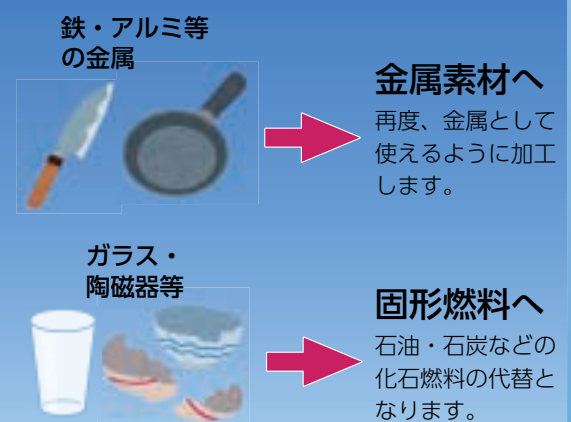 鉄・アルミ等
の金属
金属素材へ
再度、金属として
使えるように加工
します。
ガラス・
陶磁器等
固形燃料へ
石油・石炭などの
化石燃料の代替と
なります。